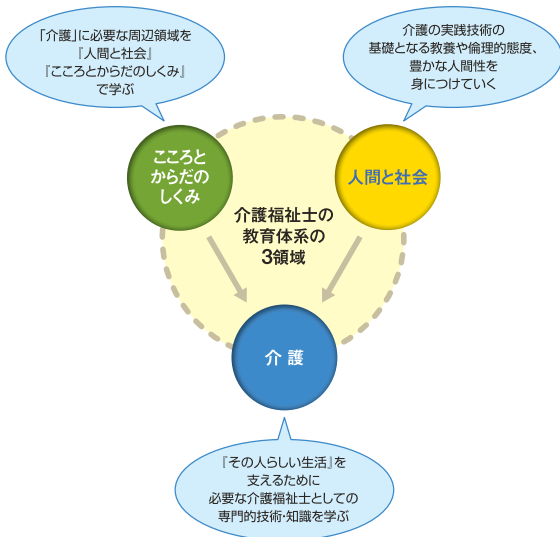 「介護」に必要な周辺領域を
『人間と社会』
『こころとからだのしくみ』
で学ぶ
介護の実践技術の
基礎となる教養や倫理的態度、
豊かな人間性を
身につけていく
こころと
からだの
しくみ
人間と社会
介護福祉士の
教育体系の
3領域
介 護
『その人らしい生活』を
支えるために
必要な介護福祉士としての
専門的技術・知識を学ぶ